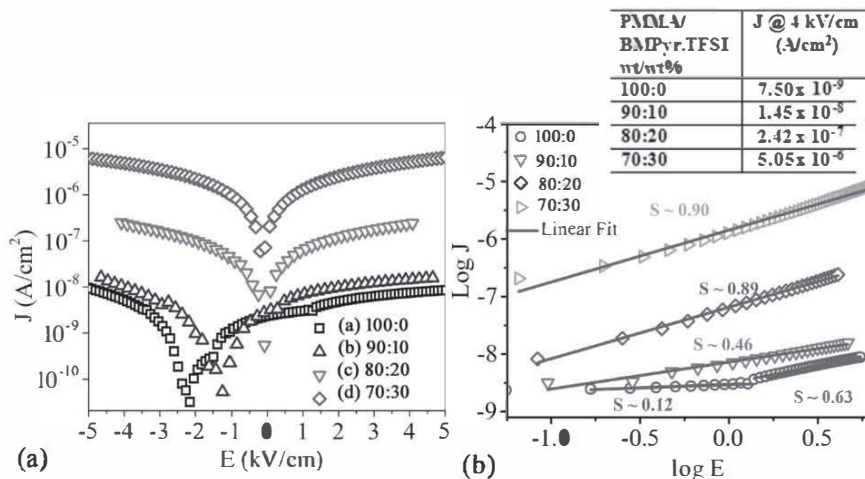 PMMA/
BMPyr.TFSI
wt/wt%
J @ 4 kV/cm
(A/cm²)
100:0 7.50x 10⁻⁹
90:10 1.45 x 10⁻⁸
80:20 2.42 x 10⁻⁷
70:30 5.05x 10⁻⁶
J (A/cm²)
10⁻⁵
10⁻⁶
10⁻⁷
10⁻⁸
10⁻⁹
10⁻¹⁰
(a) 100:0
(b) 90:10
(c) 80:20
(d) 70:30
-5 -4 -3 -2 -1 0 1 2 3 4 5
E (kV/cm)
(a)
Log J
-4
-5
-6
-7
-8
-9
100:0
90:10
80:20
70:30
Linear Fit
S ~ 0.90
S ~ 0.89
S ~ 0.46
S ~ 0.12
S ~ 0.63
-1.0 -0.5 0.0 0.5
log E
(b)